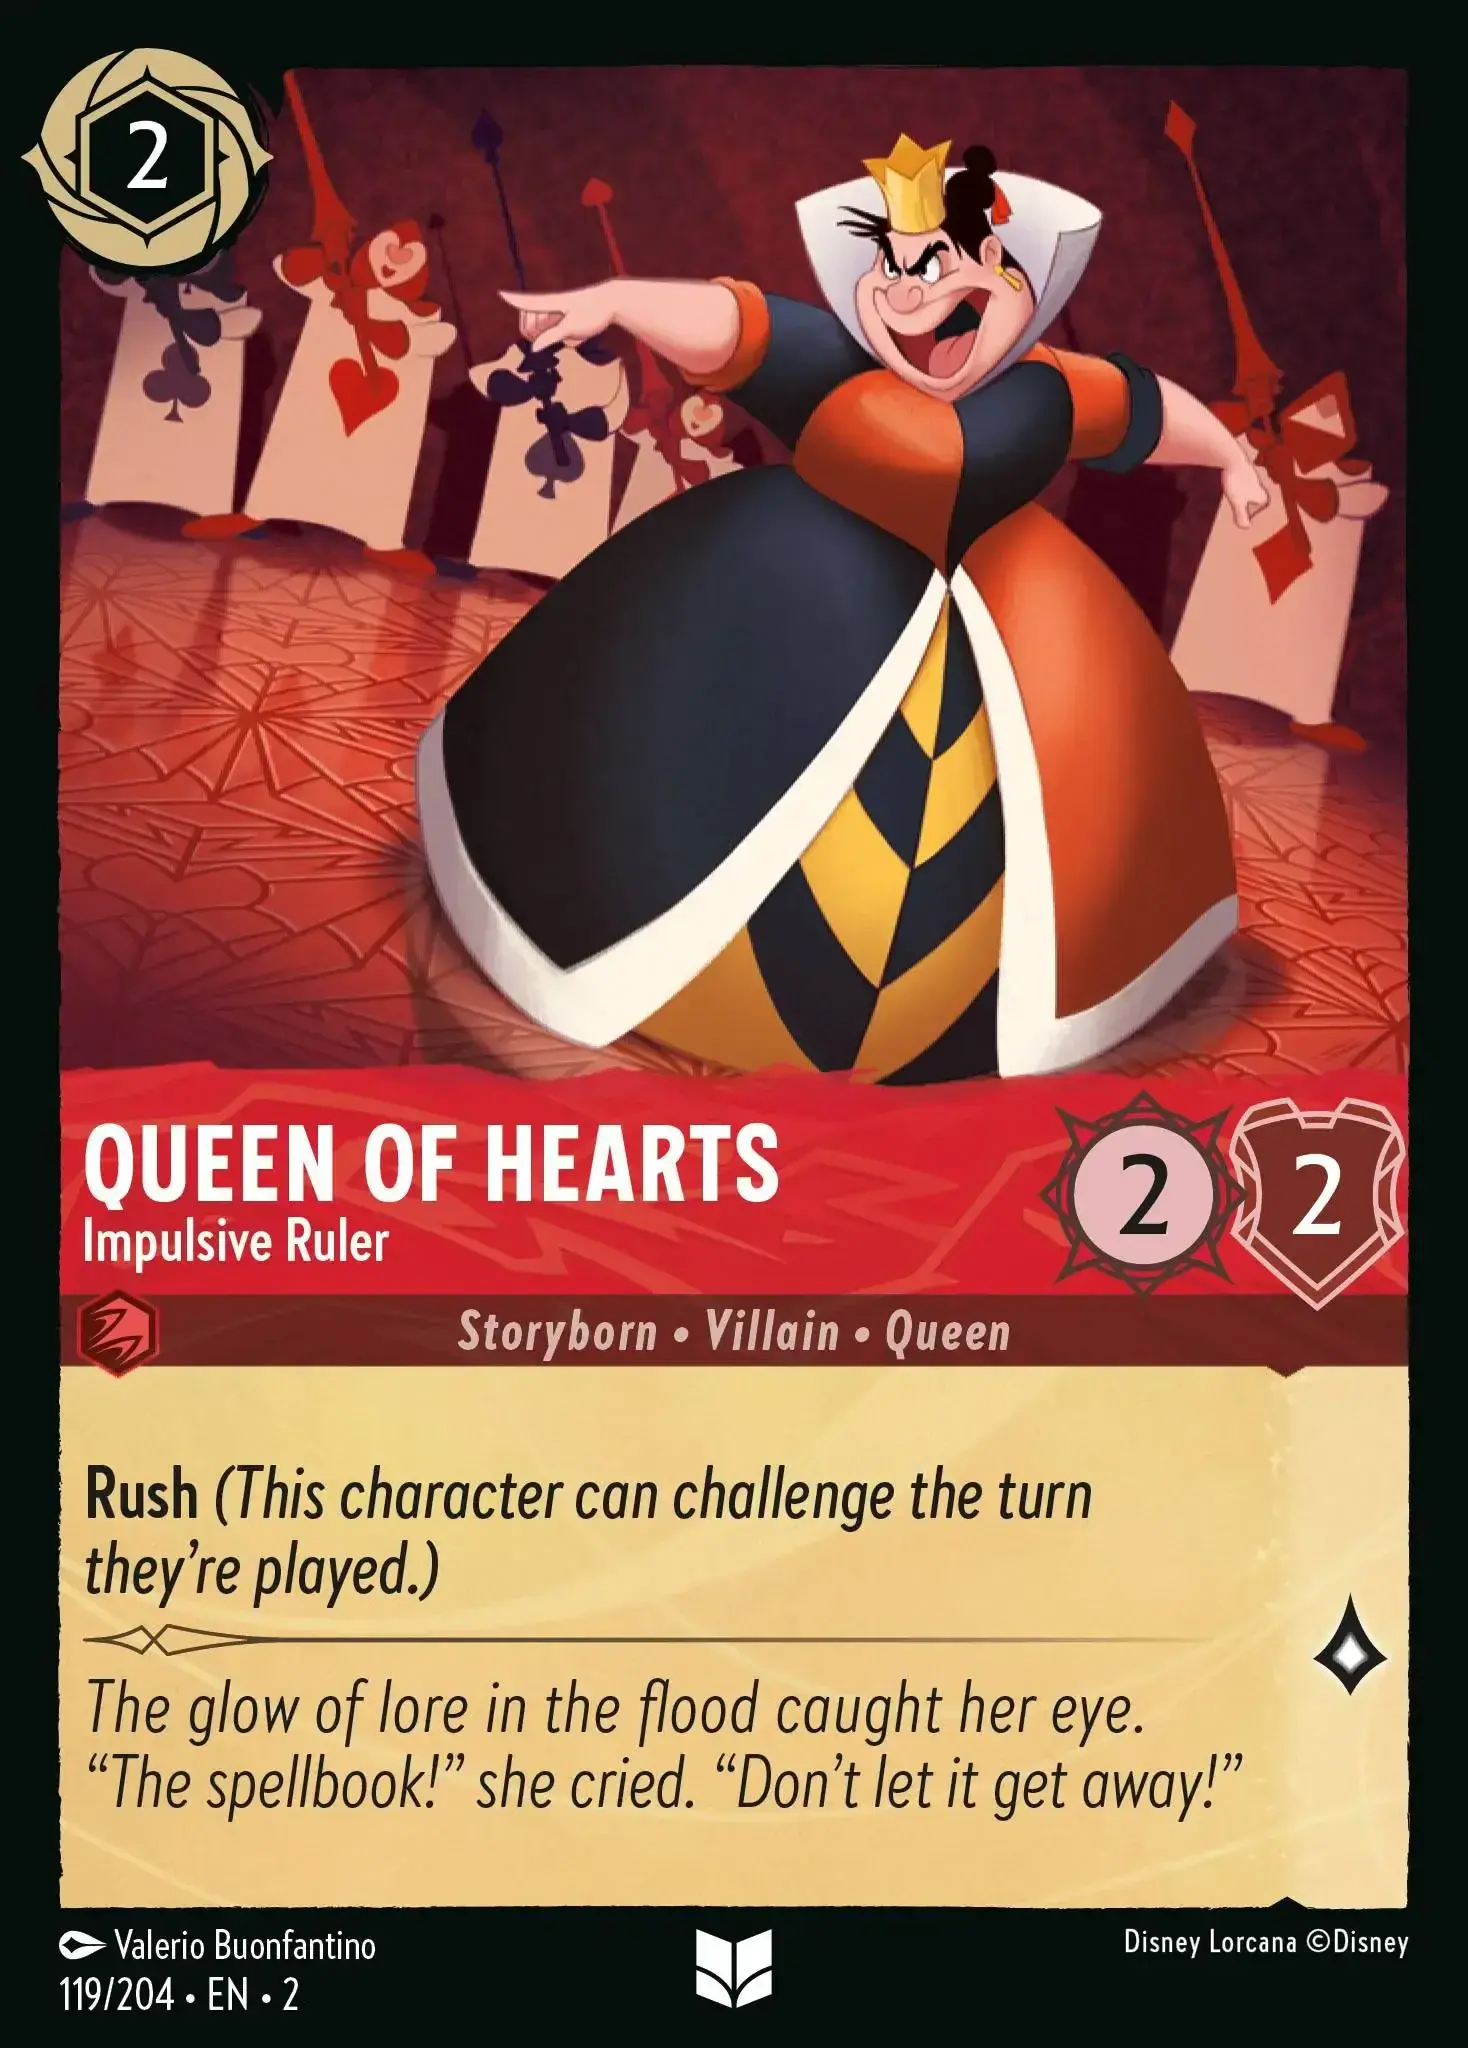 2
QUEEN OF HEARTS
Impulsive Ruler
2
2
Storyborn • Villain • Queen
Rush (This character can challenge the turn
they're played.)
The glow of lore in the flood caught her eye.
“The spellbook!” she cried. “Don't let it get away!”
Valerio Buonfantino
119/204 • EN • 2
Disney Lorcana ©Disney